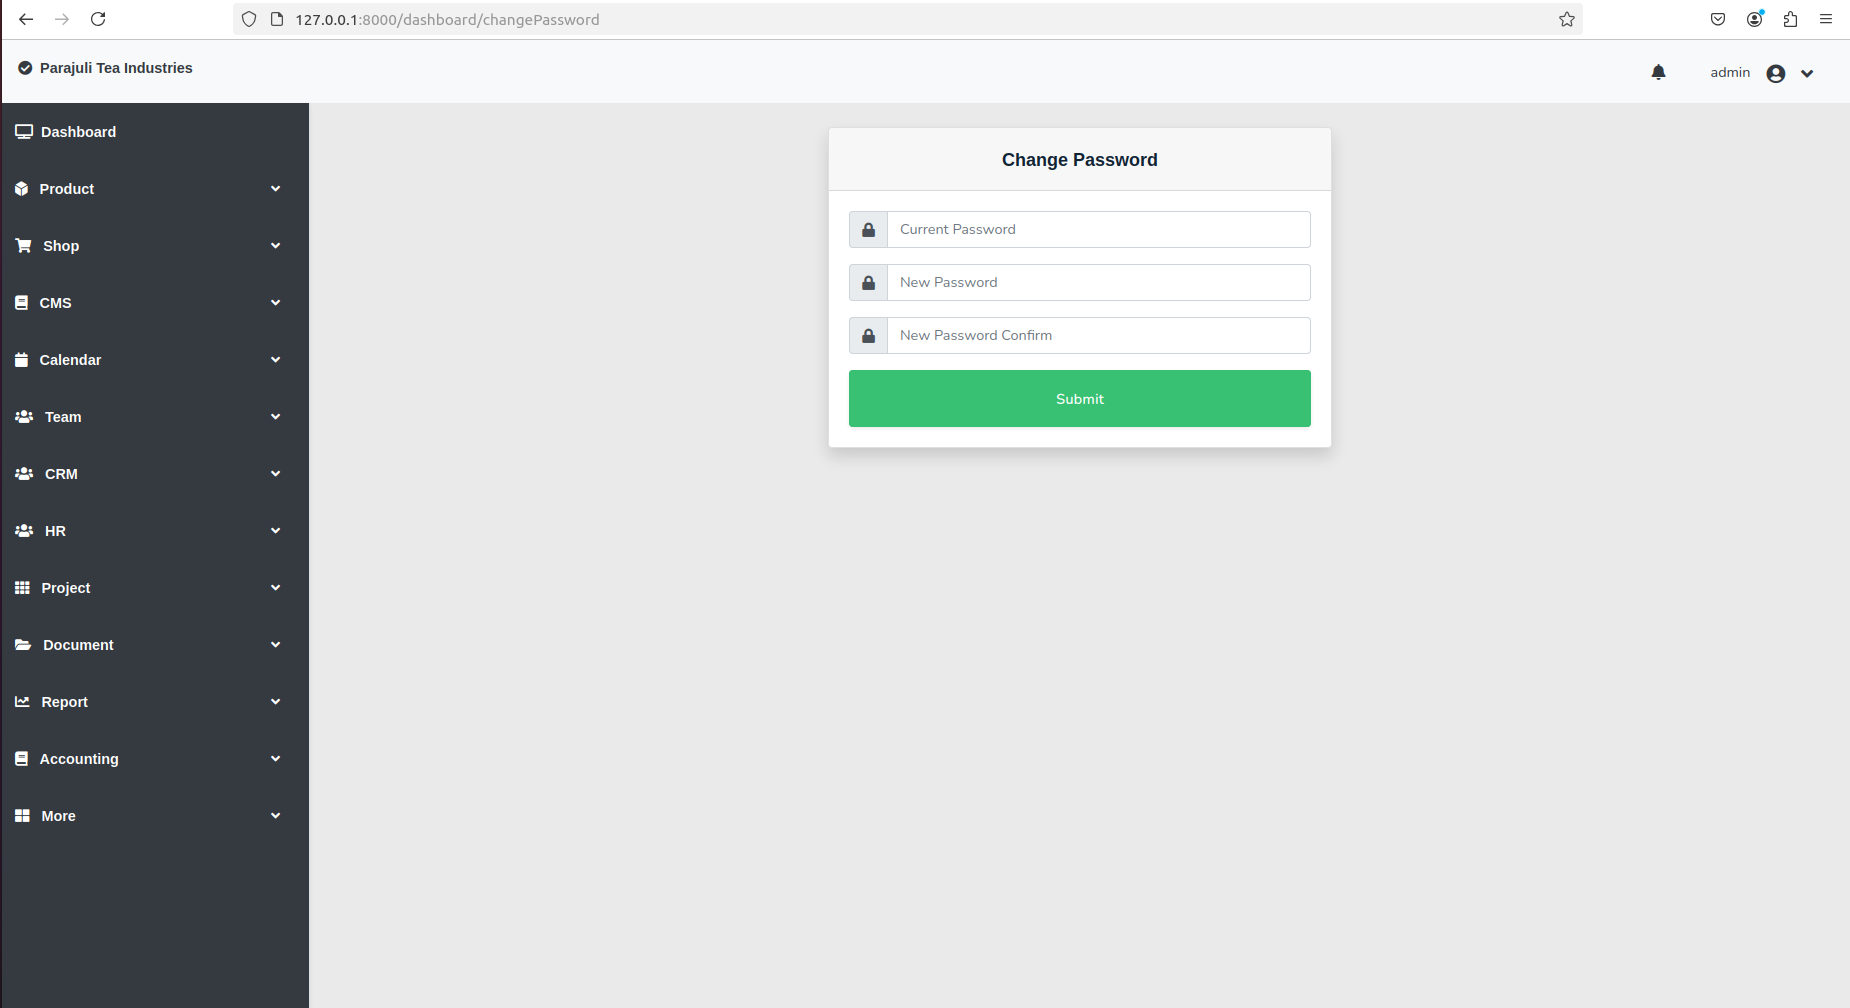 127.0.0.1:8000/dashboard/changePassword
Parajuli Tea Industries
admin
Dashboard
Product
Shop
CMS
Calendar
Team
CRM
HR
Project
Document
Report
Accounting
More
Change Password
Current Password
New Password
New Password Confirm
Submit